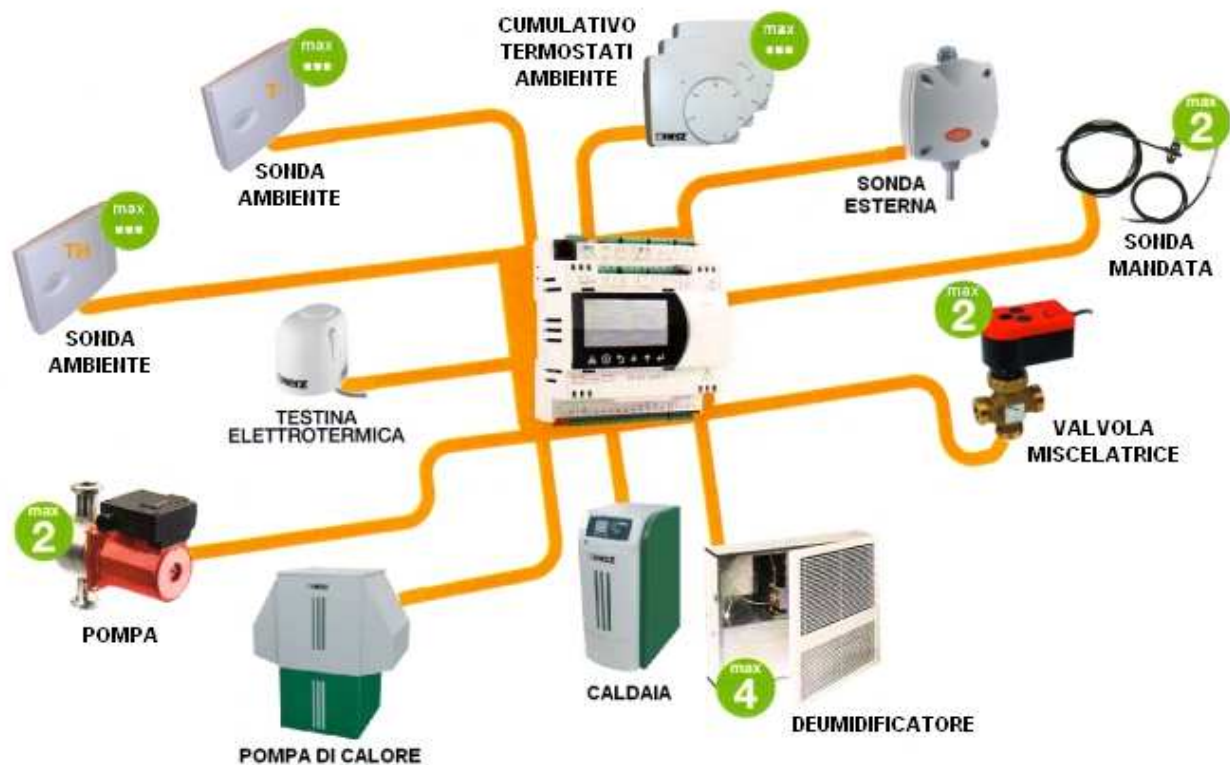 max
...
CUMULATIVO
TERMOSTATI
AMBIENTE
max
...
SONDA
AMBIENTE
SONDA
ESTERNA
max
2
SONDA
MANDATA
max
...
TH
SONDA
AMBIENTE
max
2
VALVOLA
MISCELATRICE
TESTINA
ELETTROTERMICA
max
2
POMPA
POMPA DI CALORE
CALDAIA
max
4
DEUMIDIFICATORE